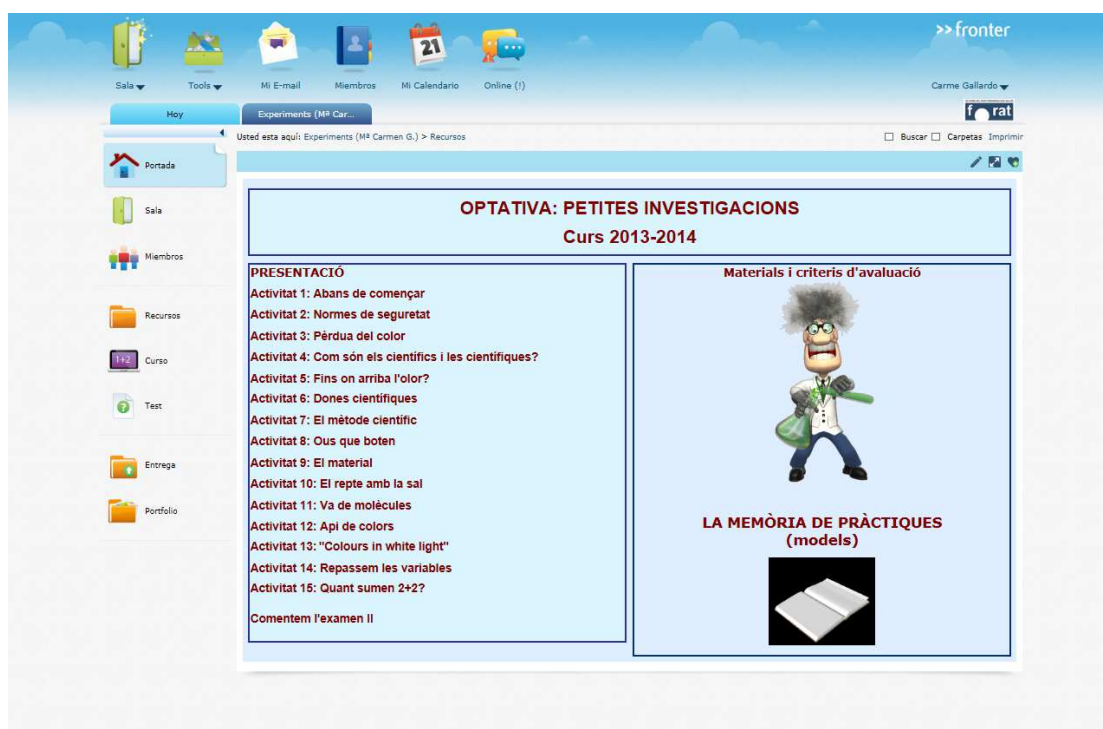 >>fronter
21
Sala Tools Mi E-mail Miembros Mi Calendario Online (!) Carme Gallardo
Hoy Experiments (Mª Car...
f rat
Usted esta aquí: Experiments (Mª Carmen G.) > Recursos Buscar Carpetas Imprimir
Portada
Sala
Miembros
Recursos
1+2 Curso
? Test
Entrega
Portfolio
OPTATIVA: PETITES INVESTIGACIONS
Curs 2013-2014
PRESENTACIÓ
Activitat 1: Abans de començar
Activitat 2: Normes de seguretat
Activitat 3: Pèrdua del color
Activitat 4: Com són els científics i les científiques?
Activitat 5: Fins on arriba l'olor?
Activitat 6: Dones científiques
Activitat 7: El mètode científic
Activitat 8: Ous que boten
Activitat 9: El material
Activitat 10: El repte amb la sal
Activitat 11: Va de molècules
Activitat 12: Api de colors
Activitat 13: "Colours in white light"
Activitat 14: Repassem les variables
Activitat 15: Quant sumen 2+2?
Comentem l'examen II
Materials i criteris d'avaluació
LA MEMÒRIA DE PRÀCTIQUES
(models)